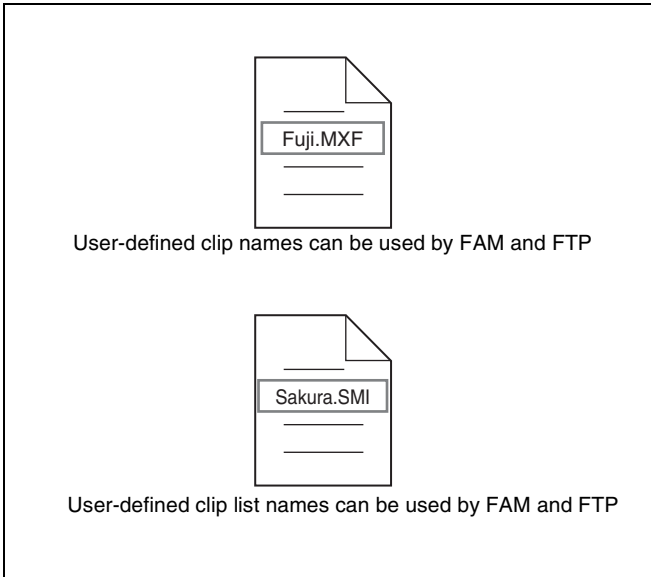 Fuji.MXF
User-defined clip names can be used by FAM and FTP
Sakura.SMI
User-defined clip list names can be used by FAM and FTP